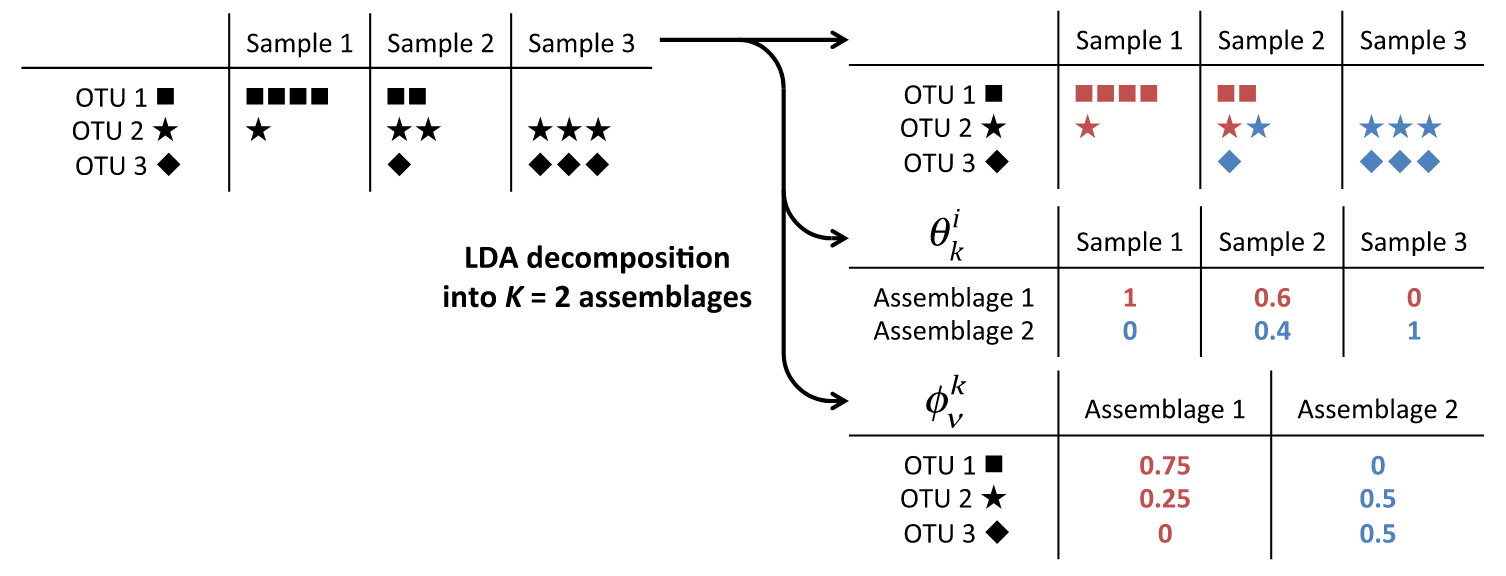 Sample 1 Sample 2 Sample 3
OTU 1 ■ ■■■■ ■■
OTU 2 ★ ★ ★★ ★★★
OTU 3 ◆ ◆ ◆◆◆
LDA decomposition
into K = 2 assemblages
Sample 1 Sample 2 Sample 3
OTU 1 ■ ■■■■ ■■
OTU 2 ★ ★ ★★ ★★★
OTU 3 ◆ ◆ ◆◆◆
θ_k^i Sample 1 Sample 2 Sample 3
Assemblage 1 1 0.6 0
Assemblage 2 0 0.4 1
ϕ_ν^k Assemblage 1 Assemblage 2
OTU 1 ■ 0.75 0
OTU 2 ★ 0.25 0.5
OTU 3 ◆ 0 0.5